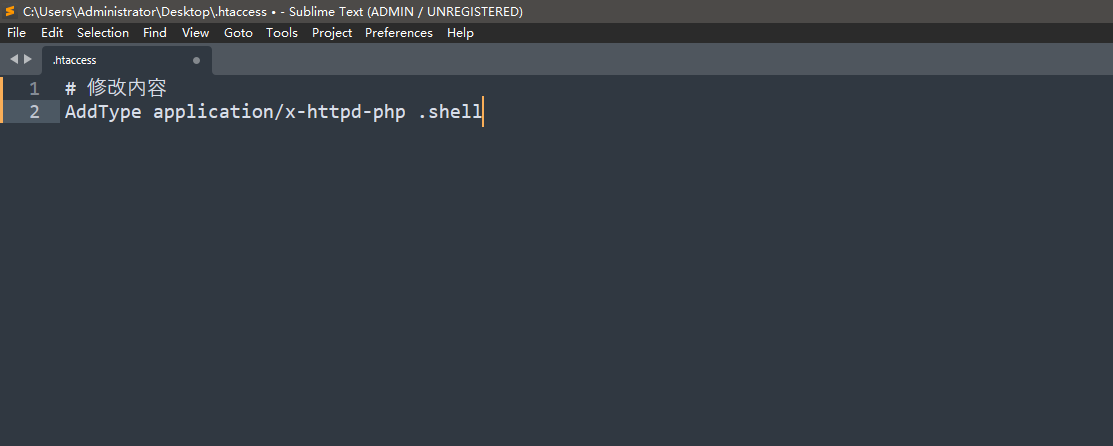 C:\Users\Administrator\Desktop\.htaccess • - Sublime Text (ADMIN / UNREGISTERED)
File Edit Selection Find View Goto Tools Project Preferences Help
.htaccess
1 # 修改内容
2 AddType application/x-httpd-php .shell